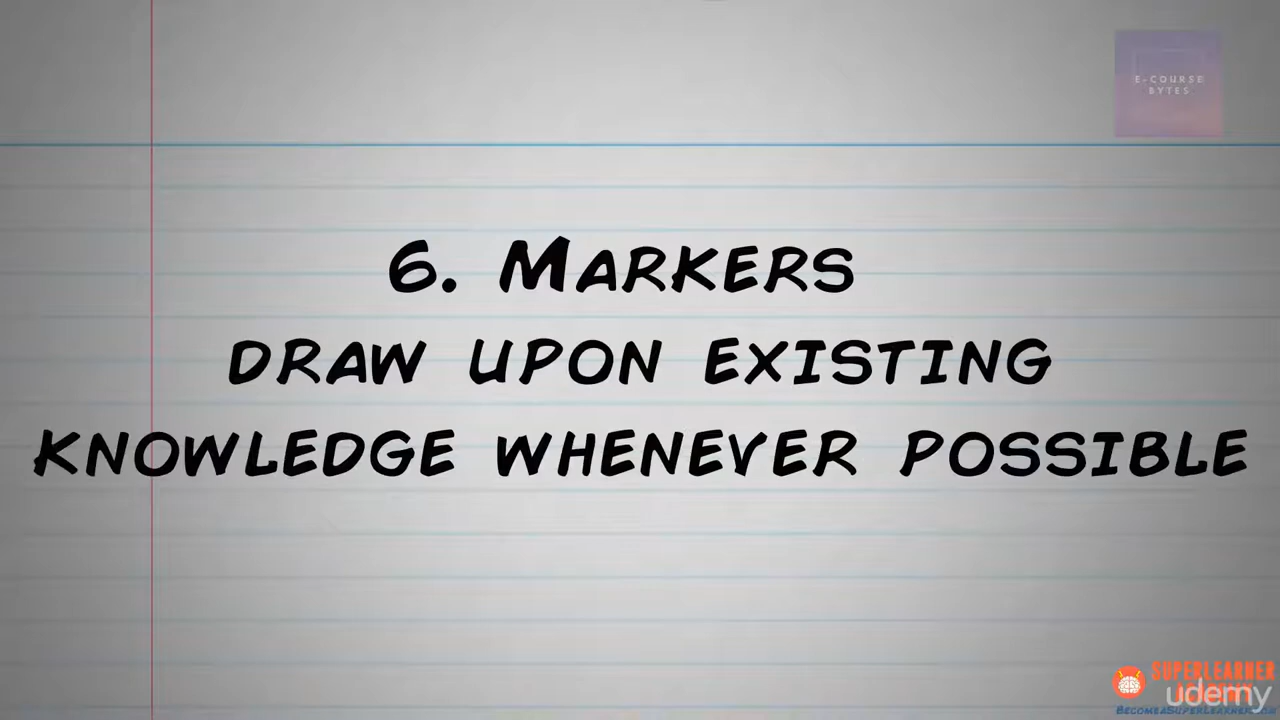 E-COURSE
BYTES
6. MARKERS
DRAW UPON EXISTING
KNOWLEDGE WHENEVER POSSIBLE
SUPERLEARNER
udemy